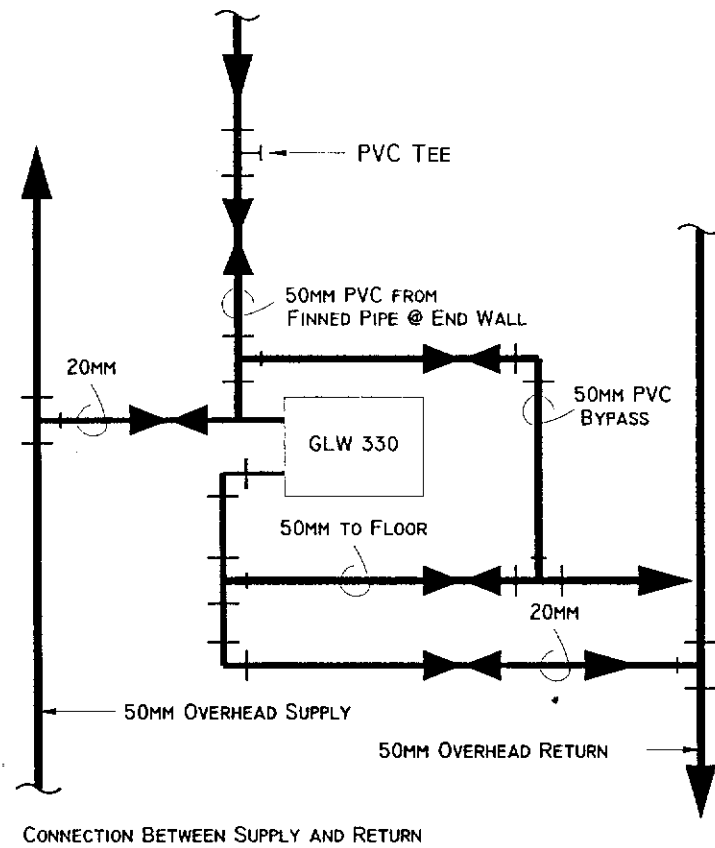 PVC TEE
50MM PVC FROM
FINNED PIPE @ END WALL
20MM
50MM PVC
BYPASS
GLW 330
50MM TO FLOOR
20MM
50MM OVERHEAD SUPPLY
50MM OVERHEAD RETURN
CONNECTION BETWEEN SUPPLY AND RETURN